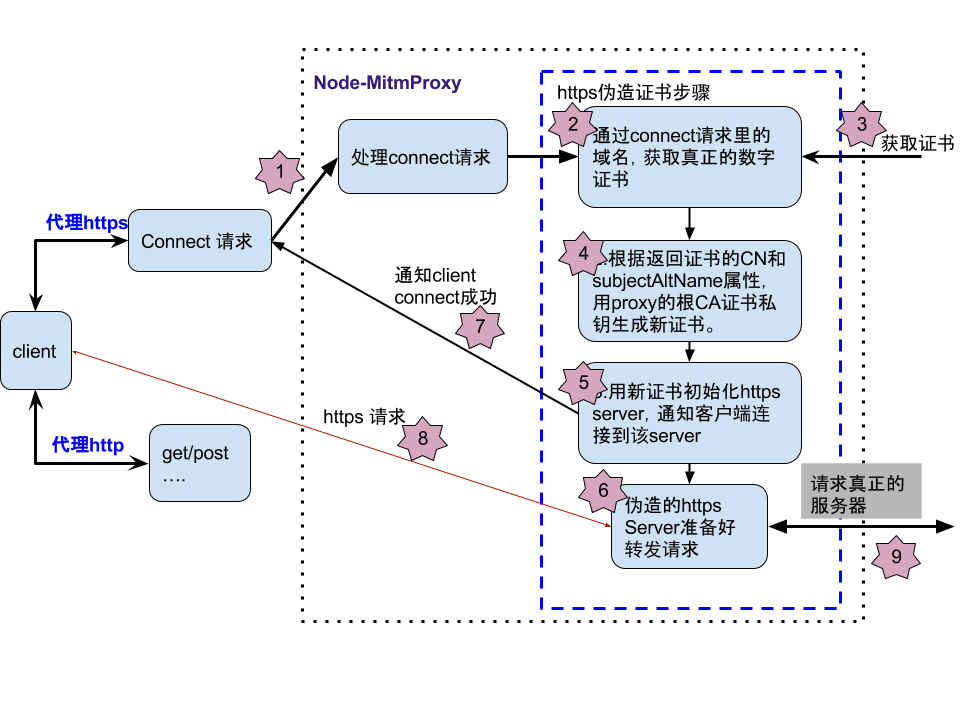 Node-MitmProxy
https伪造证书步骤
1
处理connect请求
2
通过connect请求里的
域名，获取真正的数字
证书
3
获取证书
代理https
Connect 请求
4
.根据返回证书的CN和
subjectAltName属性，
用proxy的根CA证书私
钥生成新证书。
通知client
connect成功
7
client
5
.用新证书初始化https
server，通知客户端连
接到该server
https 请求
8
代理http
get/post
....
6
伪造的https
Server准备好
转发请求
请求真正的
服务器
9